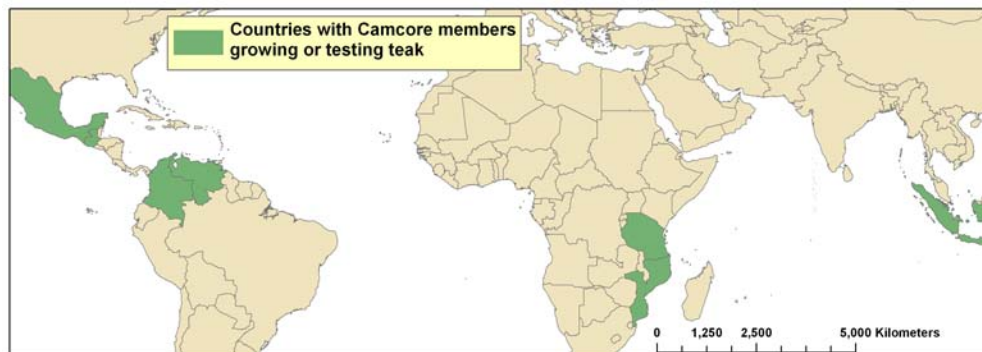 Countries with Camcore members
growing or testing teak
0 1,250 2,500 5,000 Kilometers